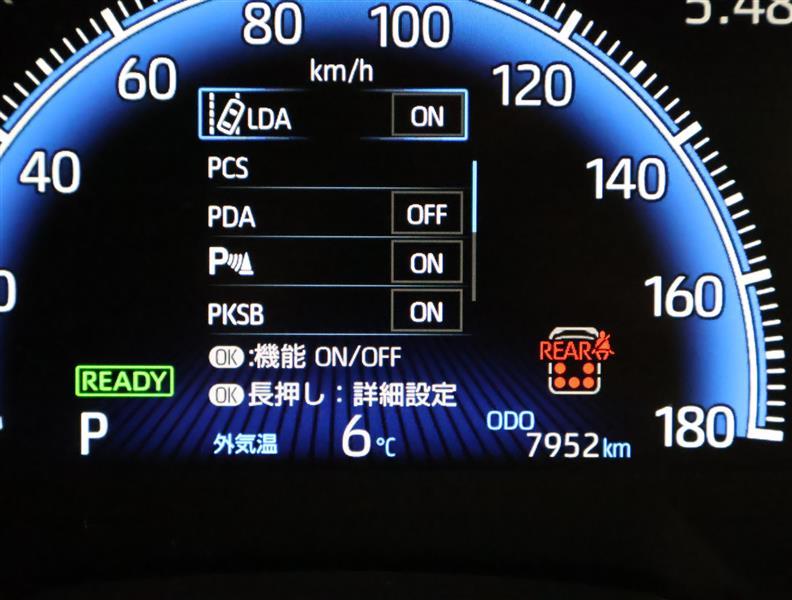 5.48
80
100
km/h
60
120
LDA ON
PCS
40
140
PDA OFF
P ON
160
PKSB ON
OK :機能 ON/OFF
REAR
READY
OK 長押し:詳細設定
P
外気温 6℃
ODO
7952km
180